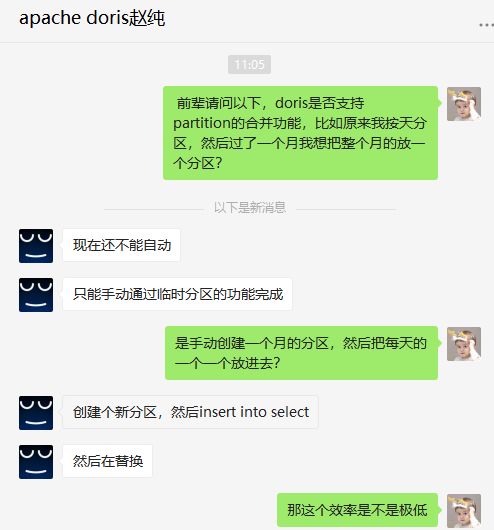 apache doris赵纯
11:05
前辈请问以下，doris是否支持
partition的合并功能，比如原来我按天分
区，然后过了一个月我想把整个月的放一
个分区？
以下是新消息
现在还不能自动
只能手动通过临时分区的功能完成
是手动创建一个月的分区，然后把每天的
一个一个放进去？
创建个新分区，然后insert into select
然后在替换
那这个效率是不是极低